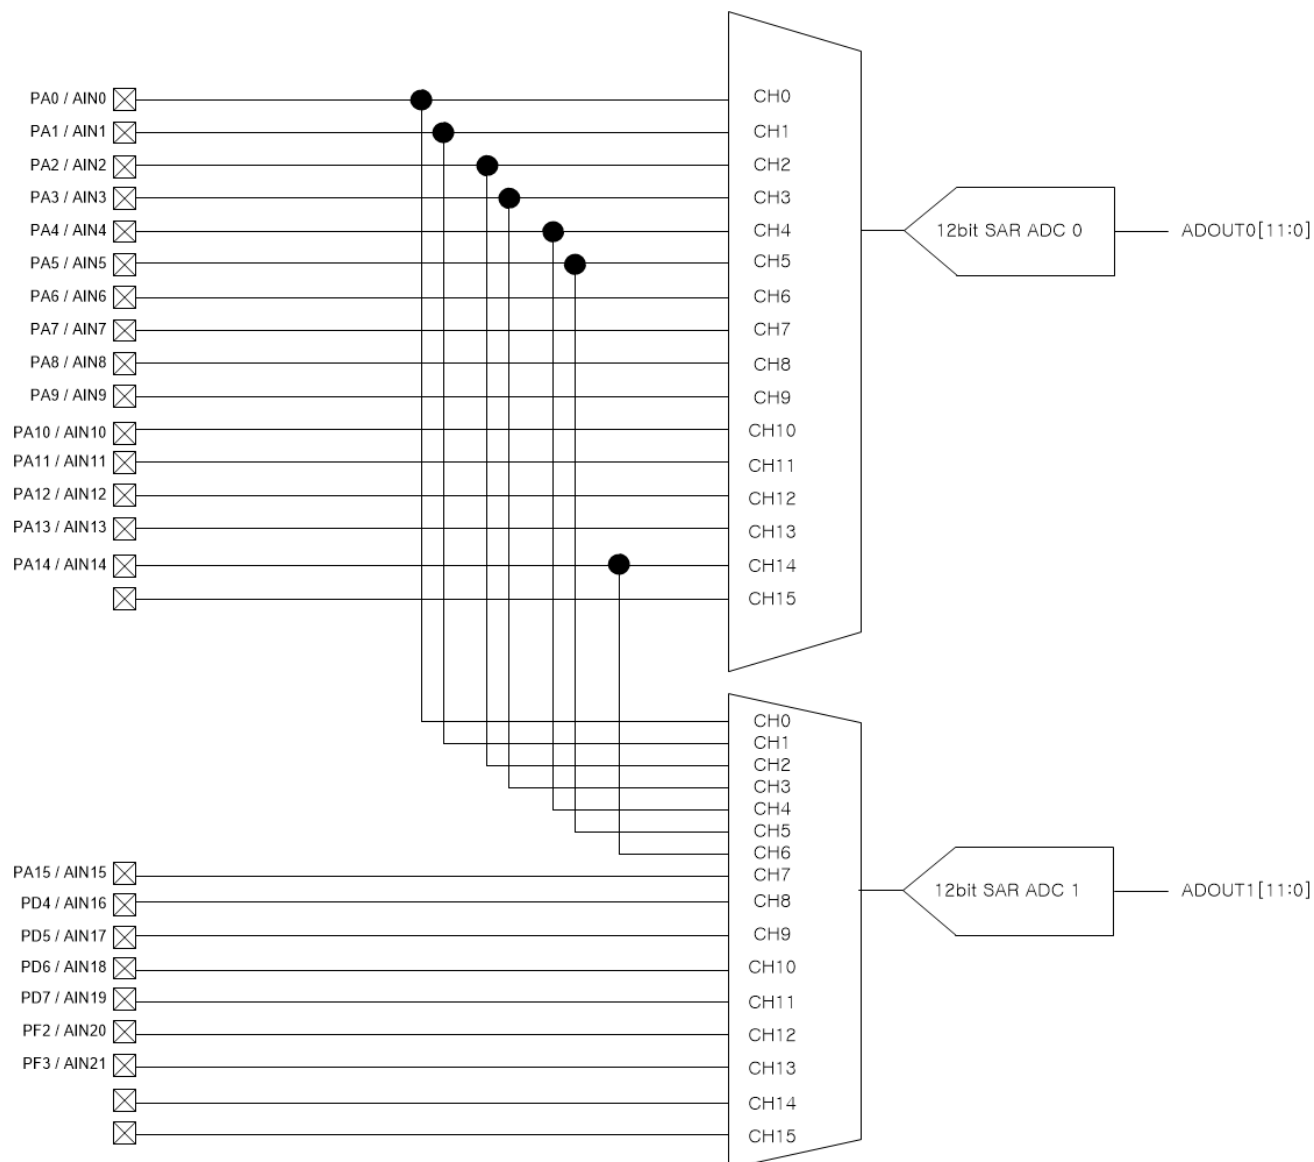 PA0 / AIN0
CH0
PA1 / AIN1
CH1
PA2 / AIN2
CH2
PA3 / AIN3
CH3
PA4 / AIN4
CH4
12bit SAR ADC 0
ADOUT0[11:0]
PA5 / AIN5
CH5
PA6 / AIN6
CH6
PA7 / AIN7
CH7
PA8 / AIN8
CH8
PA9 / AIN9
CH9
PA10 / AIN10
CH10
PA11 / AIN11
CH11
PA12 / AIN12
CH12
PA13 / AIN13
CH13
PA14 / AIN14
CH14
CH15
CH0
CH1
CH2
CH3
CH4
CH5
CH6
PA15 / AIN15
CH7
12bit SAR ADC 1
ADOUT1[11:0]
PD4 / AIN16
CH8
PD5 / AIN17
CH9
PD6 / AIN18
CH10
PD7 / AIN19
CH11
PF2 / AIN20
CH12
PF3 / AIN21
CH13
CH14
CH15